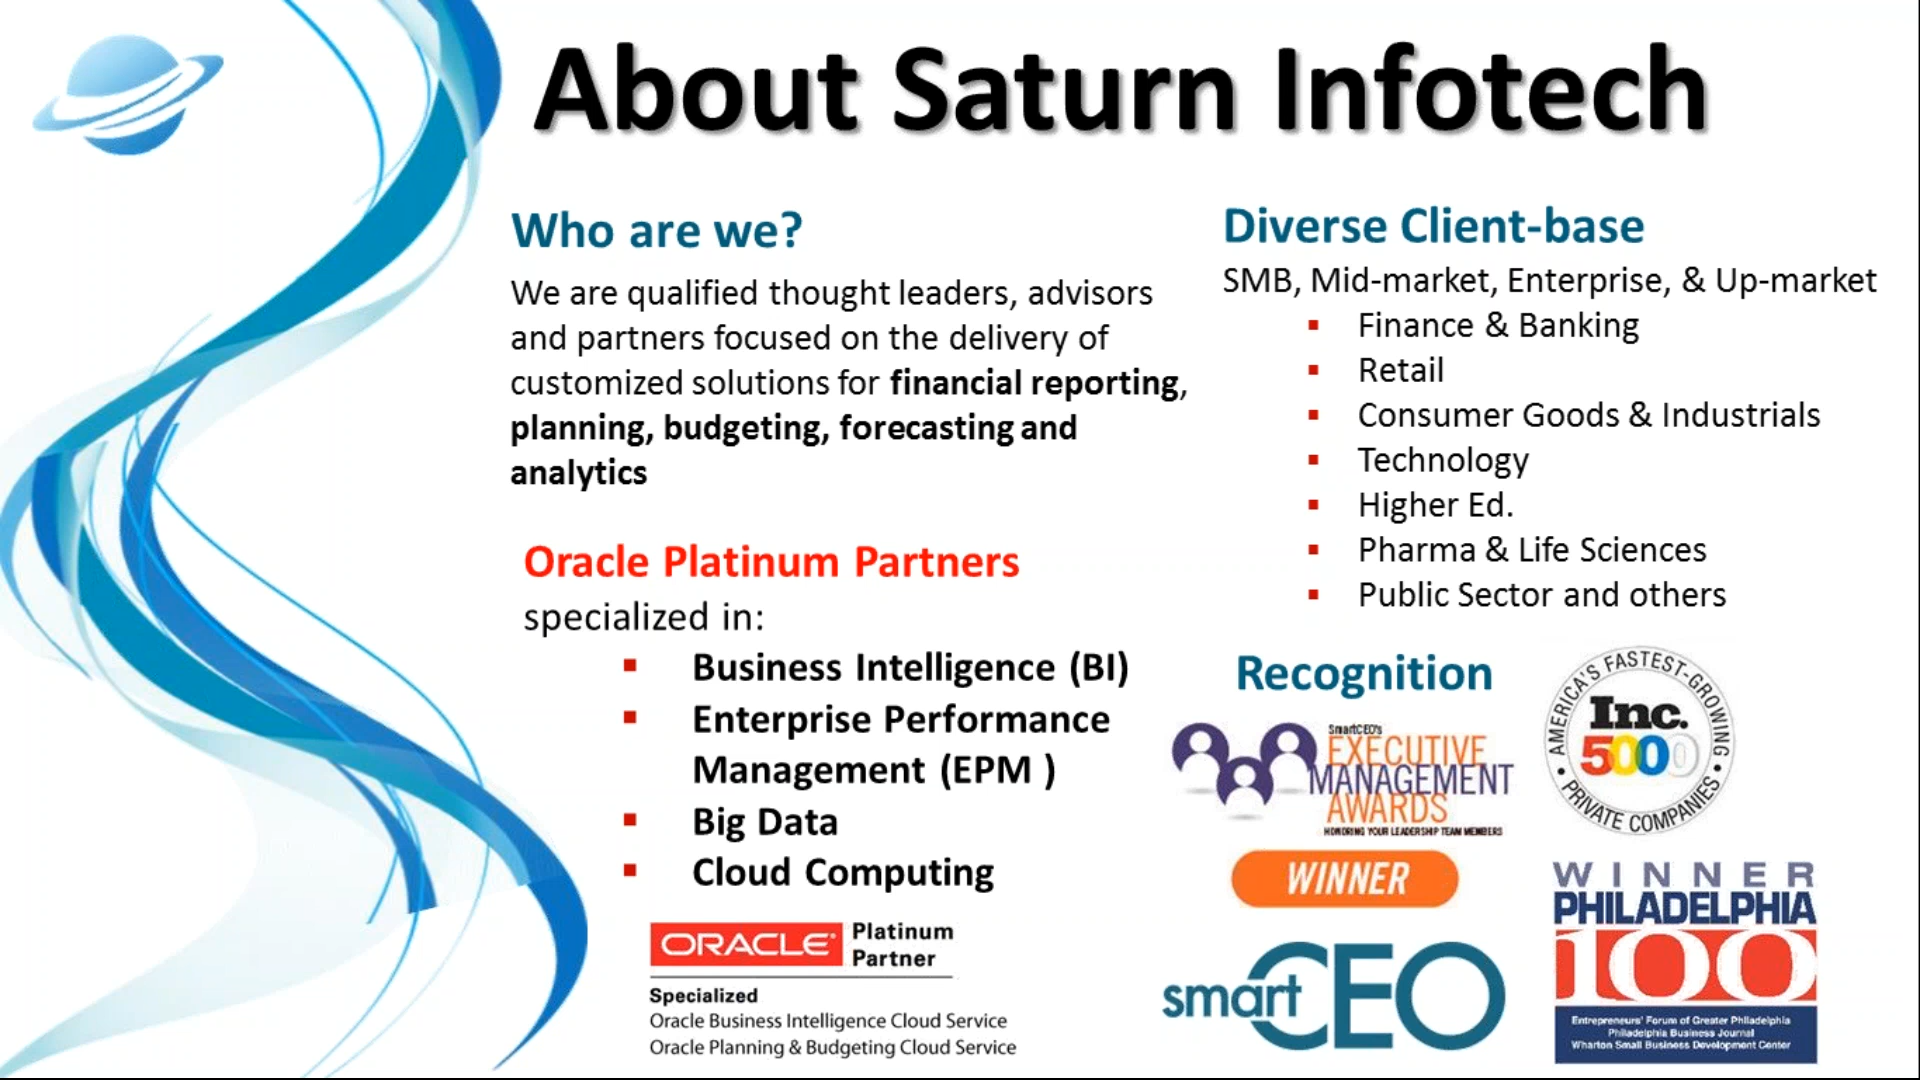 About Saturn Infotech
Who are we?
We are qualified thought leaders, advisors
and partners focused on the delivery of
customized solutions for financial reporting,
planning, budgeting, forecasting and
analytics
Oracle Platinum Partners
specialized in:
▪ Business Intelligence (BI)
▪ Enterprise Performance
Management (EPM )
▪ Big Data
▪ Cloud Computing
ORACLE® Platinum
Partner
Specialized
Oracle Business Intelligence Cloud Service
Oracle Planning & Budgeting Cloud Service
Diverse Client-base
SMB, Mid-market, Enterprise, & Up-market
▪ Finance & Banking
▪ Retail
▪ Consumer Goods & Industrials
▪ Technology
▪ Higher Ed.
▪ Pharma & Life Sciences
▪ Public Sector and others
Recognition
SmartCEO's
EXECUTIVE
MANAGEMENT
AWARDS
HONORING YOUR LEADERSHIP TEAM MEMBERS
WINNER
smartCEO
AMERICA'S FASTEST-GROWING
Inc.
5000
• PRIVATE COMPANIES •
WINNER
PHILADELPHIA
100
Entrepreneurs' Forum of Greater Philadelphia
Philadelphia Business Journal
Wharton Small Business Development Center